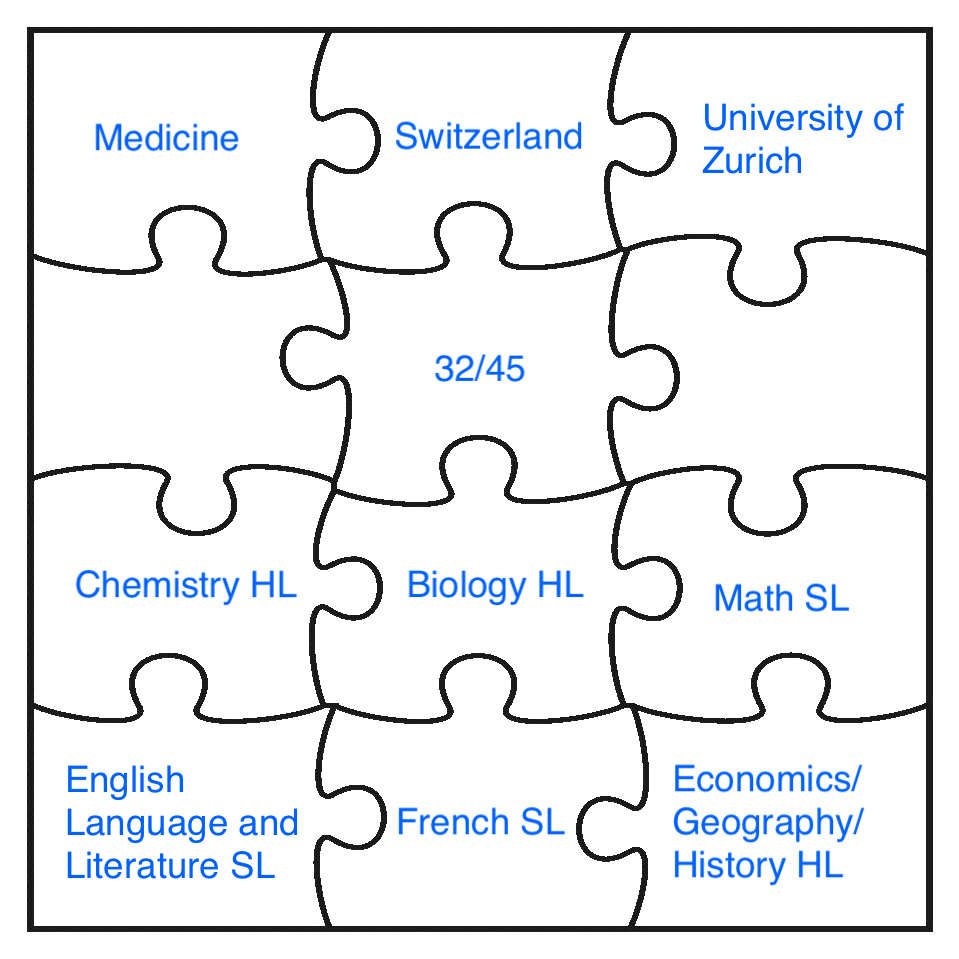 Medicine
Switzerland
University of
Zurich
32/45
Chemistry HL
Biology HL
Math SL
English
Language and
Literature SL
French SL
Economics/
Geography/
History HL